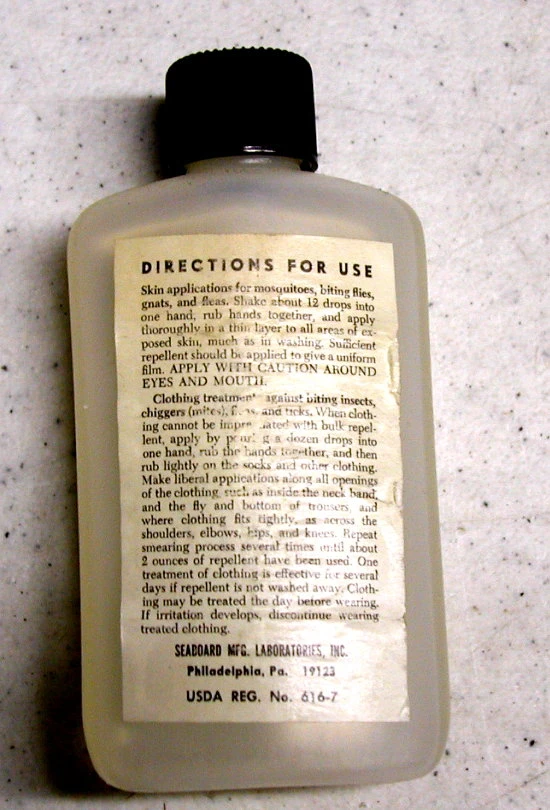 DIRECTIONS FOR USE
Skin applications for mosquitoes, biting flies,
gnats, and fleas. Shake about 12 drops into
one hand, rub hands together, and apply
thoroughly in a thin layer to all areas of ex-
posed skin, much as in washing. Sufficient
repellent should be applied to give a uniform
film. APPLY WITH CAUTION AROUND
EYES AND MOUTH.
Clothing treatment against biting insects,
chiggers (mites), and ticks. When cloth-
ing cannot be with bulk repel-
lent, apply by a dozen drops into
one hand, rub the hands together, and then
rub lightly on the socks and other clothing.
Make liberal applications along all openings
of the clothing, such as inside the neck band,
and the fly and bottom of trousers, and
where clothing fits tightly, as across the
shoulders, elbows, hips, and knees. Repeat
smearing process several times until about
2 ounces of repellent have been used. One
treatment of clothing is effective for several
days if repellent is not washed away. Cloth-
ing may be treated the day before wearing.
If irritation develops, discontinue wearing
treated clothing.
SEABOARD MFG. LABORATORIES, INC.
Philadelphia, Pa. 19123
USDA REG. No. 616-7